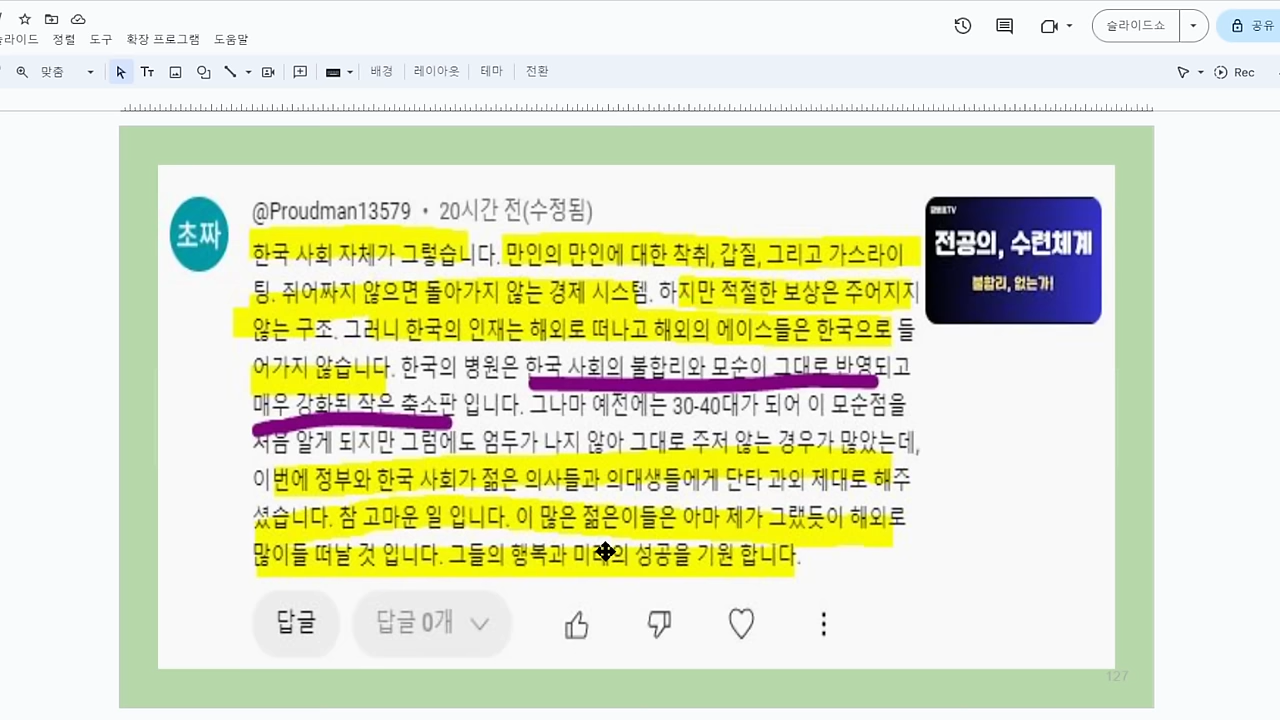 슬라이드 정렬 도구 확장 프로그램 도움말
슬라이드쇼
공유
맞춤
Tт
배경
레이아웃
테마
전환
Rec
초짜
@Proudman13579 • 20시간 전(수정됨)
한국 사회 자체가 그렇습니다. 만인의 만인에 대한 착취, 갑질, 그리고 가스라이
팅. 쥐어짜지 않으면 돌아가지 않는 경제 시스템. 하지만 적절한 보상은 주어지지
않는 구조. 그러니 한국의 인재는 해외로 떠나고 해외의 에이스들은 한국으로 들
어가지 않습니다. 한국의 병원은 한국 사회의 불합리와 모순이 그대로 반영되고
매우 강화된 작은 축소판 입니다. 그나마 예전에는 30-40대가 되어 이 모순점을
처음 알게 되지만 그럼에도 엄두가 나지 않아 그대로 주저 않는 경우가 많았는데,
이번에 정부와 한국 사회가 젊은 의사들과 의대생들에게 단타 과외 제대로 해주
셨습니다. 참 고마운 일 입니다. 이 많은 젊은이들은 아마 제가 그랬듯이 해외로
많이들 떠날 것 입니다. 그들의 행복과 미래의 성공을 기원 합니다.
전공의, 수련체계
불합리, 없는가!
답글
답글 0개
127